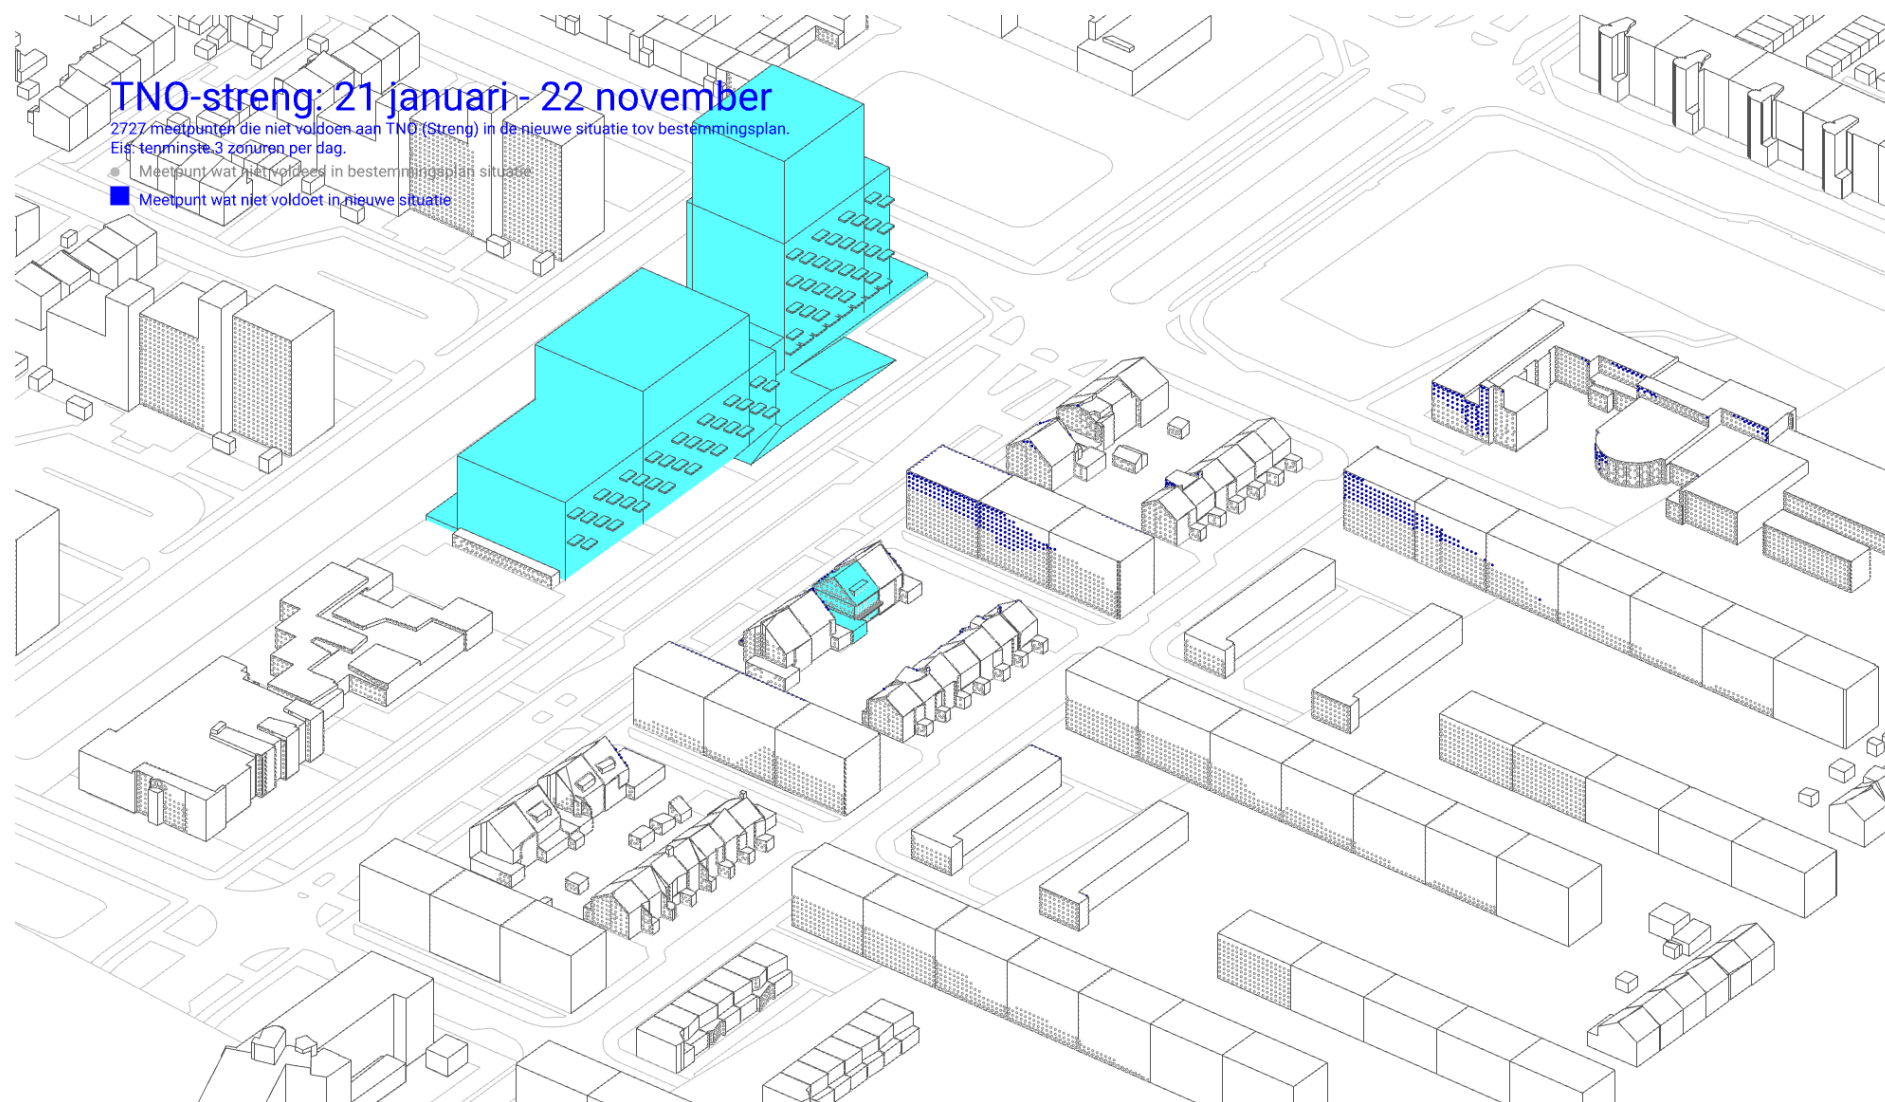 TNO-streng: 21 januari - 22 november
2727 meetpunten die niet voldoen aan TNO (Streng) in de nieuwe situatie tov bestemmingsplan.
Eis: tenminste 3 zonuren per dag.
Meetpunt wat niet voldoed in bestemmingsplan situatie
Meetpunt wat niet voldoet in nieuwe situatie